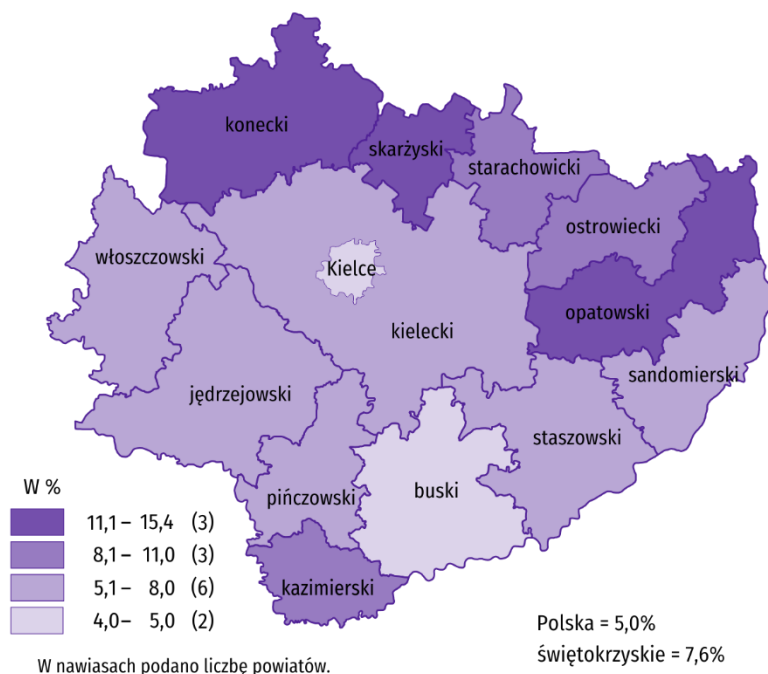 konecki
skarżyski
starachowicki
ostrowiecki
włoszczowski
Kielce
opatowski
kielecki
sandomierski
jędrzejowski
staszowski
pińczowski
buski
kazimierski
W %
11,1 – 15,4 (3)
8,1 – 11,0 (3)
5,1 – 8,0 (6)
4,0 – 5,0 (2)
Polska = 5,0%
świętokrzyskie = 7,6%
W nawiasach podano liczbę powiatów.